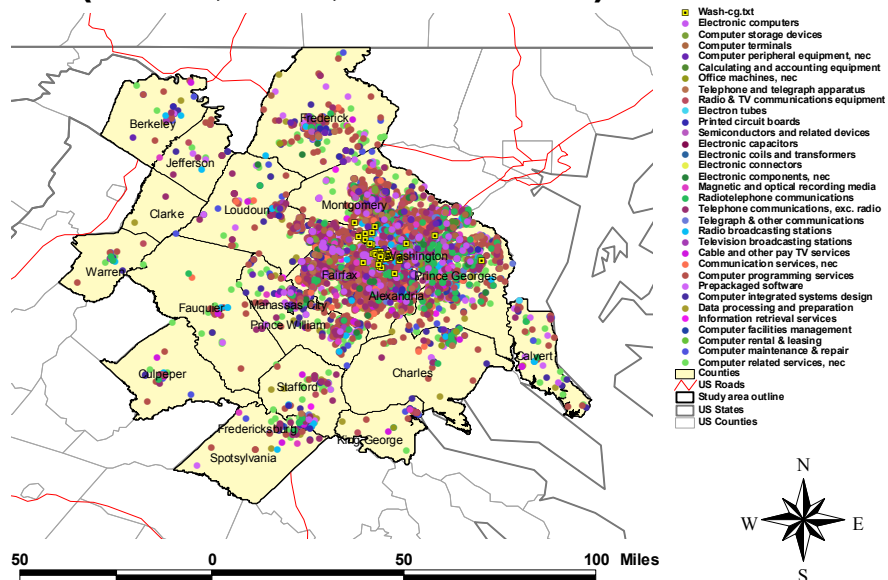 Wash-cg.txt
Electronic computers
Computer storage devices
Computer terminals
Computer peripheral equipment, nec
Calculating and accounting equipment
Office machines, nec
Telephone and telegraph apparatus
Radio & TV communications equipment
Electron tubes
Printed circuit boards
Semiconductors and related devices
Electronic capacitors
Electronic coils and transformers
Electronic connectors
Electronic components, nec
Magnetic and optical recording media
Radiotelephone communications
Telephone communications, exc. radio
Telegraph & other communications
Radio broadcasting stations
Television broadcasting stations
Cable and other pay TV services
Communication services, nec
Computer programming services
Prepackaged software
Computer integrated systems design
Data processing and preparation
Information retrieval services
Computer facilities management
Computer rental & leasing
Computer maintenance & repair
Computer related services, nec
Counties
US Roads
Study area outline
US States
US Counties
Berkeley
Frederick
Jefferson
Clarke
Loudoun
Montgomery
Warren
Washington
Fairfax
Prince Georges
Fauquier
Manassas City
Alexandria
Prince William
Calvert
Culpeper
Stafford
Charles
Fredericksburg
King George
Spotsylvania
N
W E
S
50 0 50 100 Miles